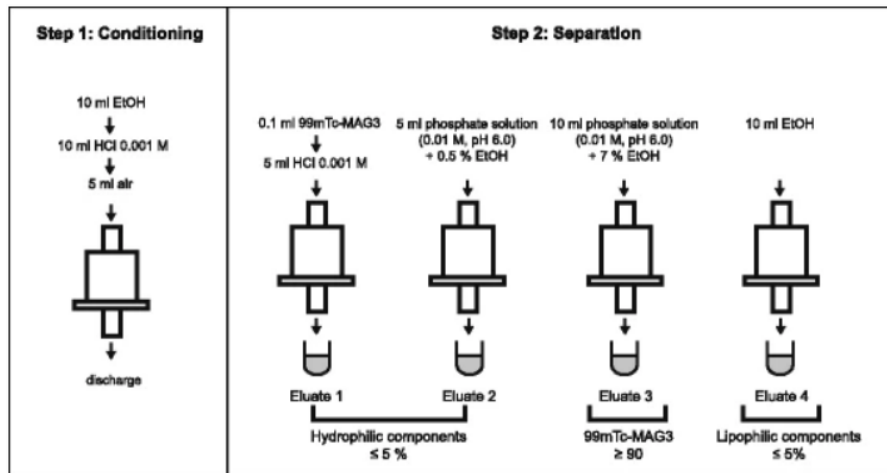 Step 1: Conditioning
10 ml EtOH
10 ml HCl 0.001 M
5 ml air
discharge
Step 2: Separation
0.1 ml 99mTc-MAG3
5 ml HCl 0.001 M
5 ml phosphate solution
(0.01 M, pH 6.0)
+ 0.5 % EtOH
10 ml phosphate solution
(0.01 M, pH 6.0)
+ 7 % EtOH
10 ml EtOH
Eluate 1
Eluate 2
Eluate 3
Eluate 4
Hydrophilic components
≤ 5 %
99mTc-MAG3
≥ 90
Lipophilic components
≤ 5%